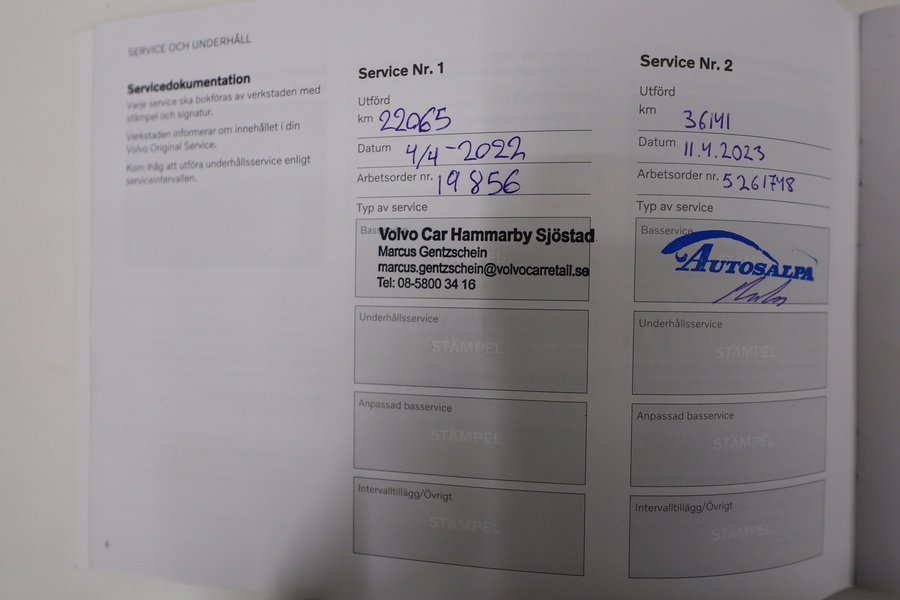 SERVICE OCH UNDERHÅLL
Servicedokumentation
Varje service ska bokföras av verkstaden med
stämpel och signatur.
Verkstaden informerar om innehållet i din
Volvo Original Service.
Kom ihåg att utföra underhållsservice enligt
serviceintervallen.
Service Nr. 1
Utförd
km 22065
Datum 4/4-2022
Arbetsorder nr. 19856
Typ av service
Basservice
Volvo Car Hammarby Sjöstad
Marcus Gentzschein
marcus.gentzschein@volvocarretail.se
Tel: 08-5800 34 16
Underhållsservice
STÄMPEL
Anpassad basservice
STÄMPEL
Intervalltillägg/Övrigt
STÄMPEL
Service Nr. 2
Utförd
km 36141
Datum 11.4.2023
Arbetsorder nr. 5261748
Typ av service
Basservice
AUTOSALPA
Underhållsservice
STÄMPEL
Anpassad basservice
STÄMPEL
Intervalltillägg/Övrigt
STÄMPEL